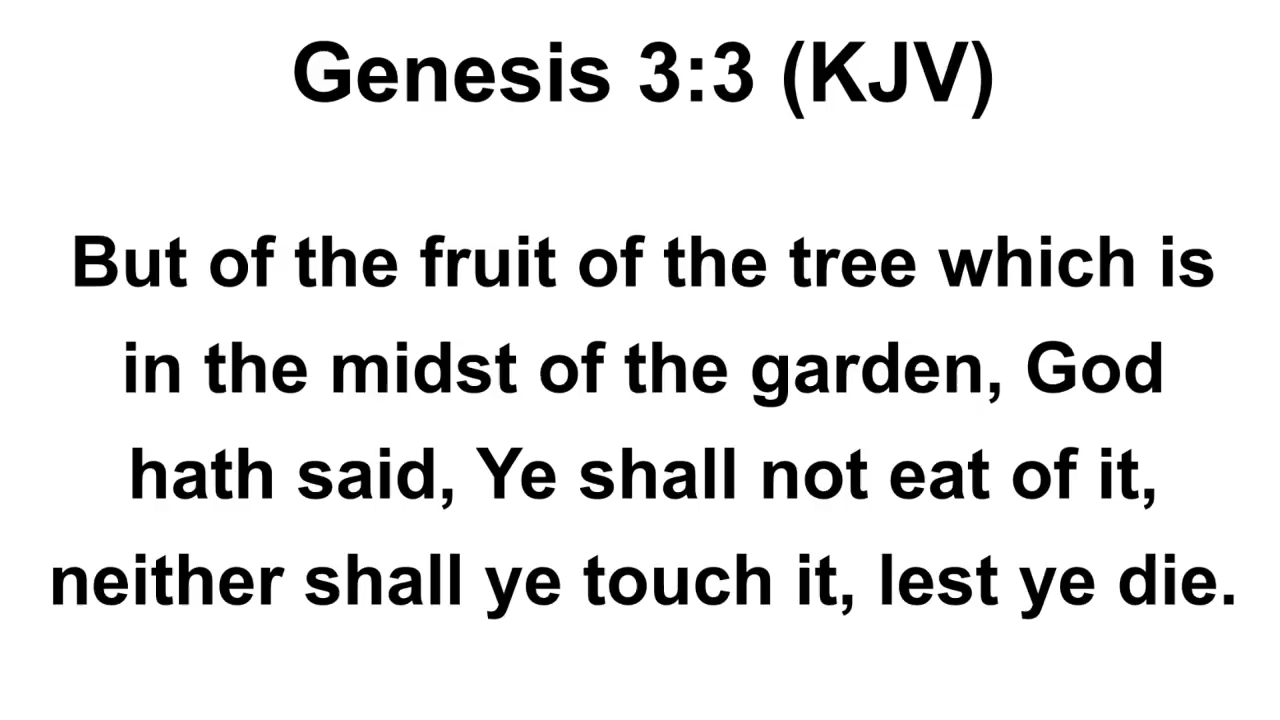 Genesis 3:3 (KJV)
But of the fruit of the tree which is
in the midst of the garden, God
hath said, Ye shall not eat of it,
neither shall ye touch it, lest ye die.